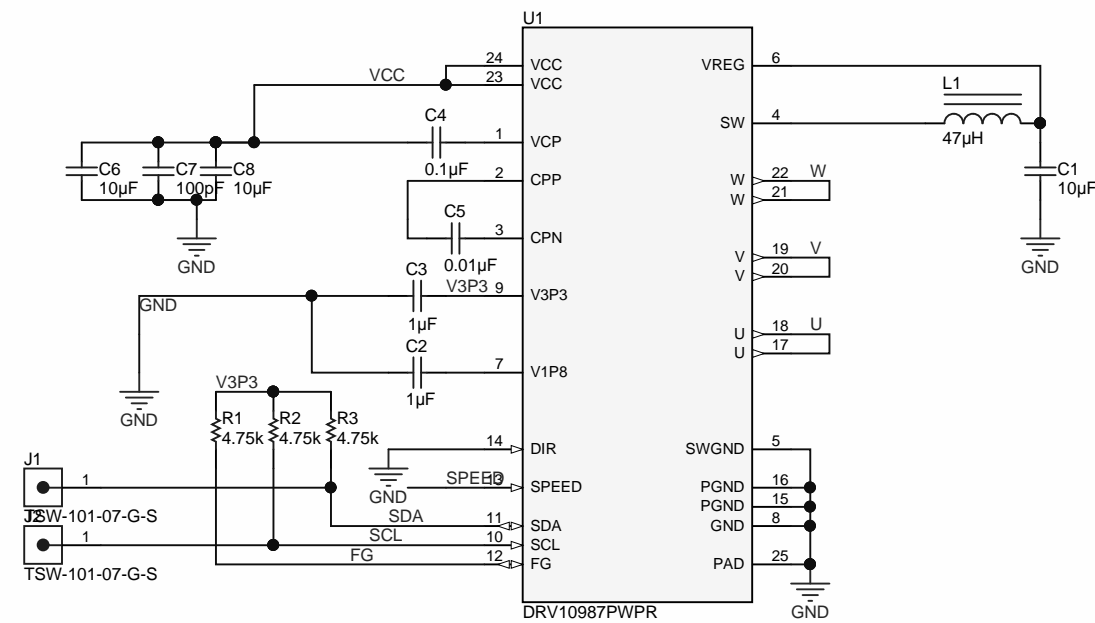 U1
24 VCC
VCC 23 VCC
VREG 6
C4
0.1µF
1 VCP
L1
47µH
SW 4
C6
10µF
C7
100pF
C8
10µF
GND
2 CPP
C5
0.01µF
3 CPN
W 22 W
W 21
C1
10µF
GND
V 19 V
V 20
GND
C3
1µF
V3P3 9 V3P3
U 18 U
U 17
C2
1µF
7 V1P8
GND
V3P3
R1
4.75k
R2
4.75k
R3
4.75k
14 DIR
GND
SWGND 5
J1
1
TSW-101-07-G-S
SPEED 13 SPEED
PGND 16
PGND 15
SDA 11 SDA
GND 8
J2
1
TSW-101-07-G-S
SCL 10 SCL
FG 12 FG
PAD 25
GND
DRV10987PWPR